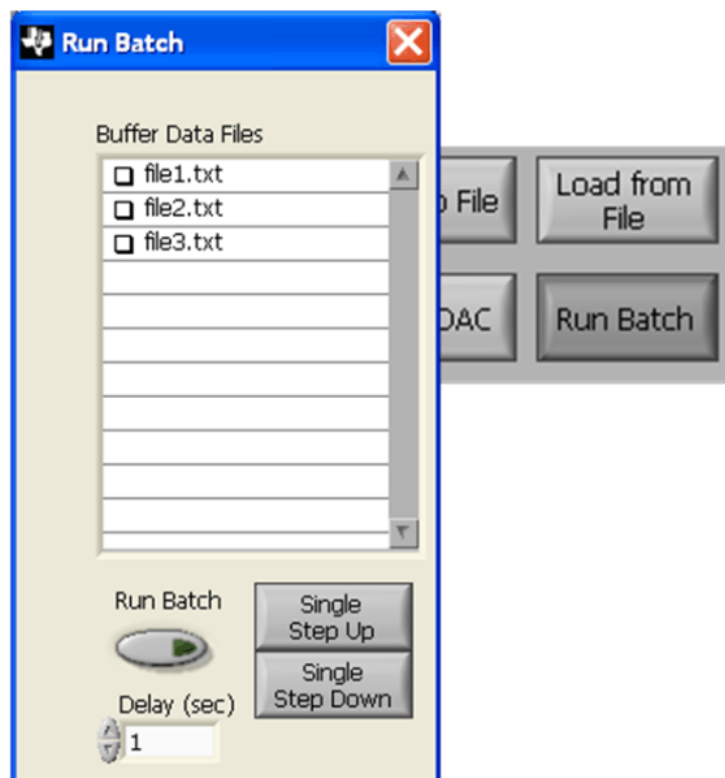 Run Batch
Buffer Data Files
file1.txt
file2.txt
file3.txt
Run Batch
Single
Step Up
Single
Step Down
Delay (sec)
1
File
Load from
File
DAC
Run Batch